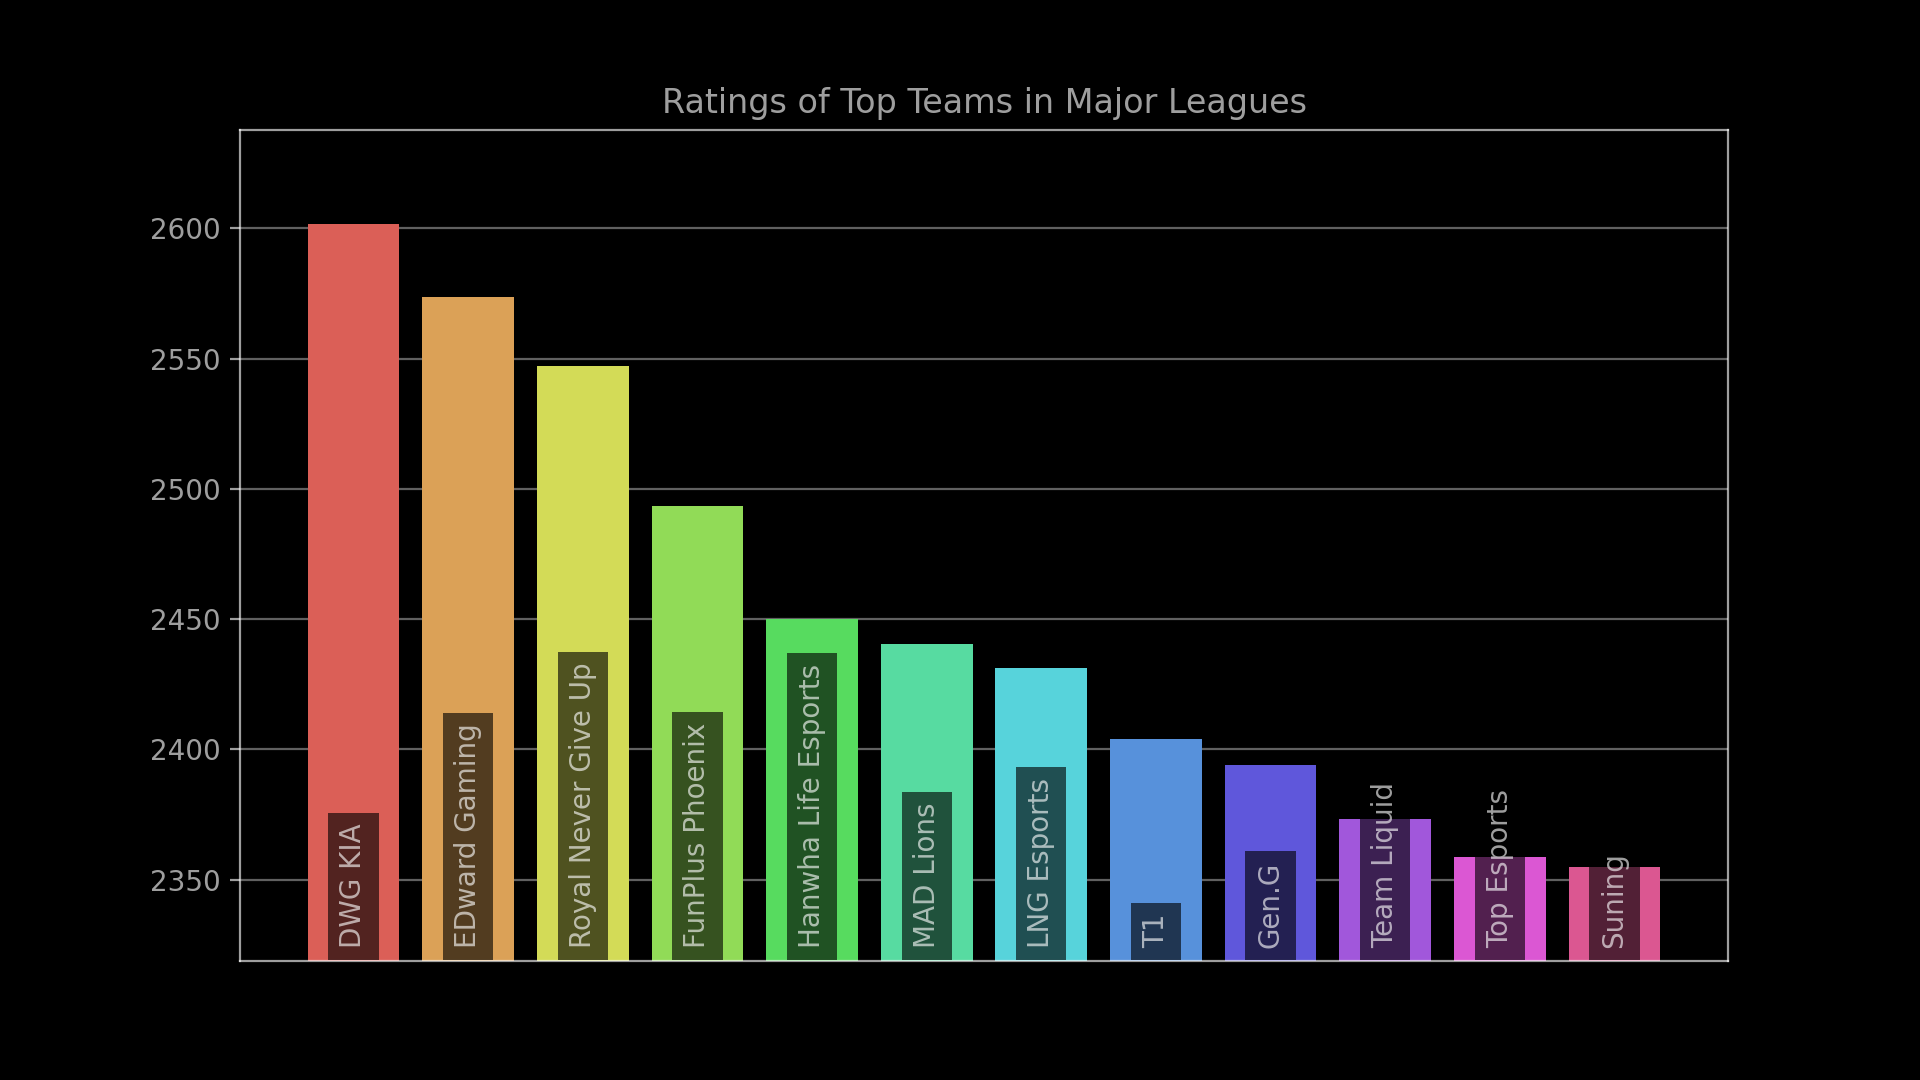 Ratings of Top Teams in Major Leagues
2600
2550
2500
2450
2400
2350
DWG KIA
EDward Gaming
Royal Never Give Up
FunPlus Phoenix
Hanwha Life Esports
MAD Lions
LNG Esports
T1
Gen.G
Team Liquid
Top Esports
Suning